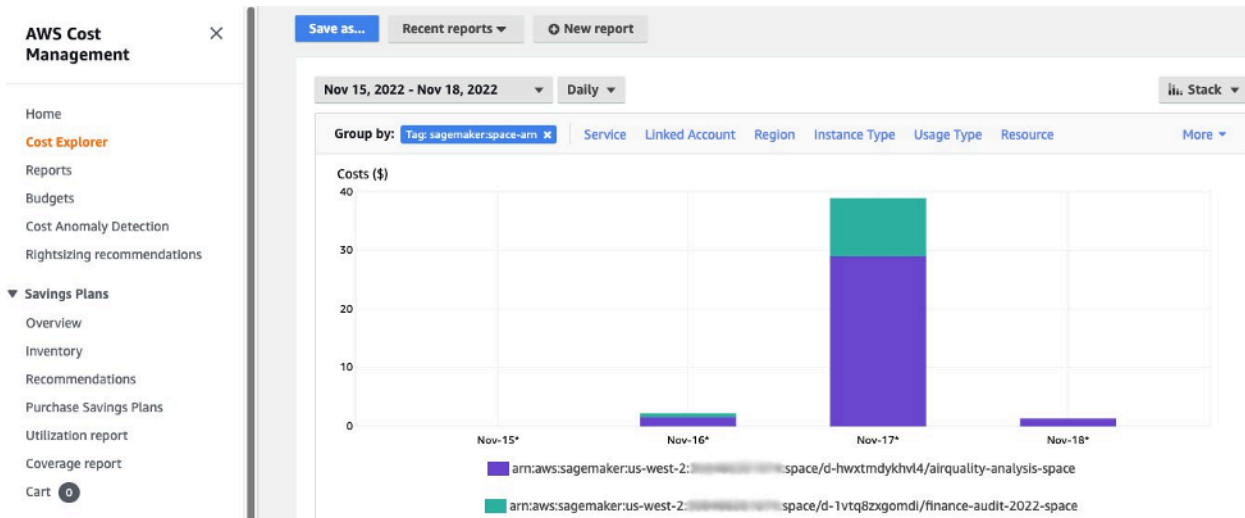 AWS Cost
Management
Home
Cost Explorer
Reports
Budgets
Cost Anomaly Detection
Rightsizing recommendations
Savings Plans
Overview
Inventory
Recommendations
Purchase Savings Plans
Utilization report
Coverage report
Cart 0
Save as... Recent reports New report
Nov 15, 2022 - Nov 18, 2022 Daily Stack
Group by: Tag: sagemaker:space-arn Service Linked Account Region Instance Type Usage Type Resource More
Costs ($)
40
30
20
10
0
Nov-15* Nov-16* Nov-17* Nov-18*
arn:aws:sagemaker:us-west-2: :space/d-hwxtmdykhvl4/airquality-analysis-space
arn:aws:sagemaker:us-west-2: :space/d-1vtq8zxgomdi/finance-audit-2022-space